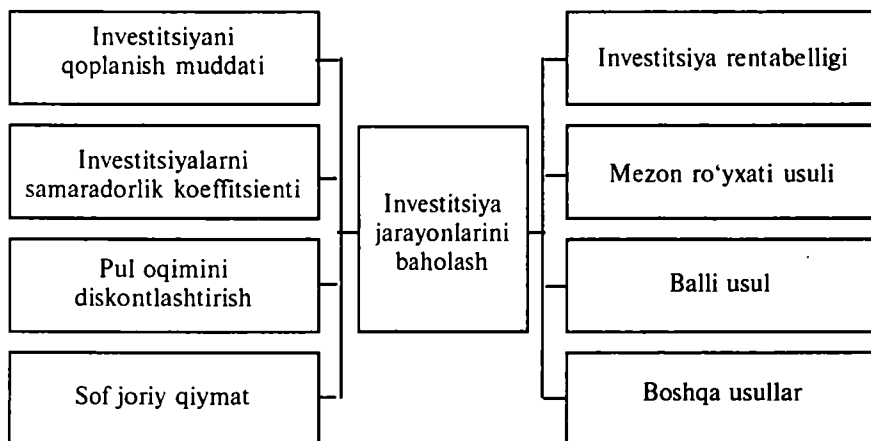 Investitsiyani
qoplanish muddati
Investitsiyalarni
samaradorlik koeffitsienti
Pul oqimini
diskontlashtirish
Sof joriy qiymat
Investitsiya
jarayonlarini
baholash
Investitsiya rentabelligi
Mezon ro‘yxati usuli
Balli usul
Boshqa usullar